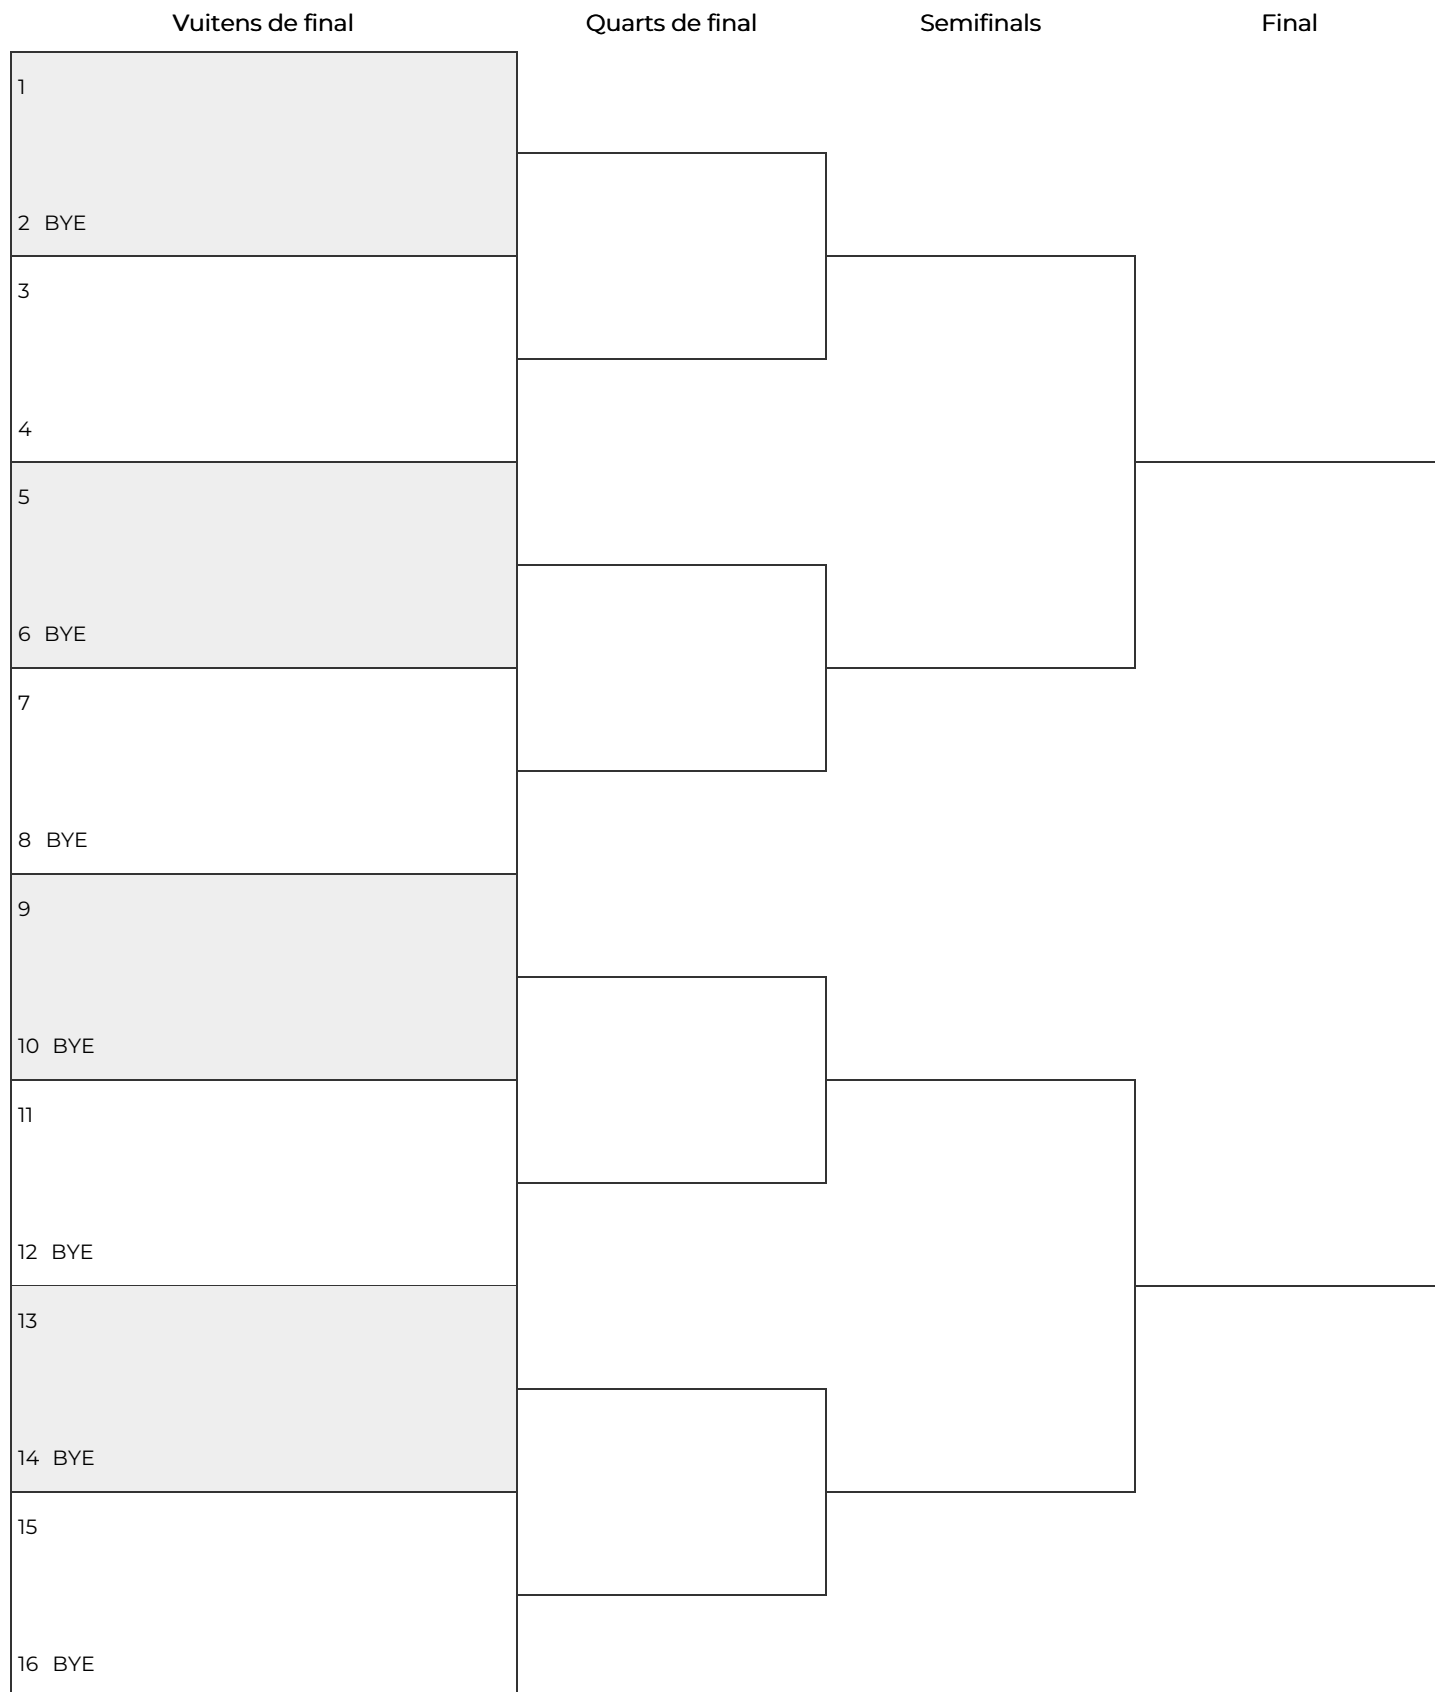 Vuitens de final Quarts de final Semifinals Final
1
2 BYE
3
4
5
6 BYE
7
8 BYE
9
10 BYE
11
12 BYE
13
14 BYE
15
16 BYE